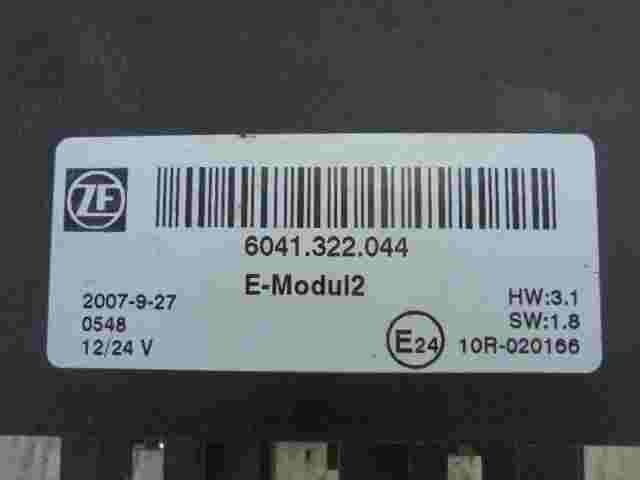 ZF
6041.322.044
E-Modul2
2007-9-27
0548
12/24 V
HW:3.1
SW:1.8
E24 10R-020166